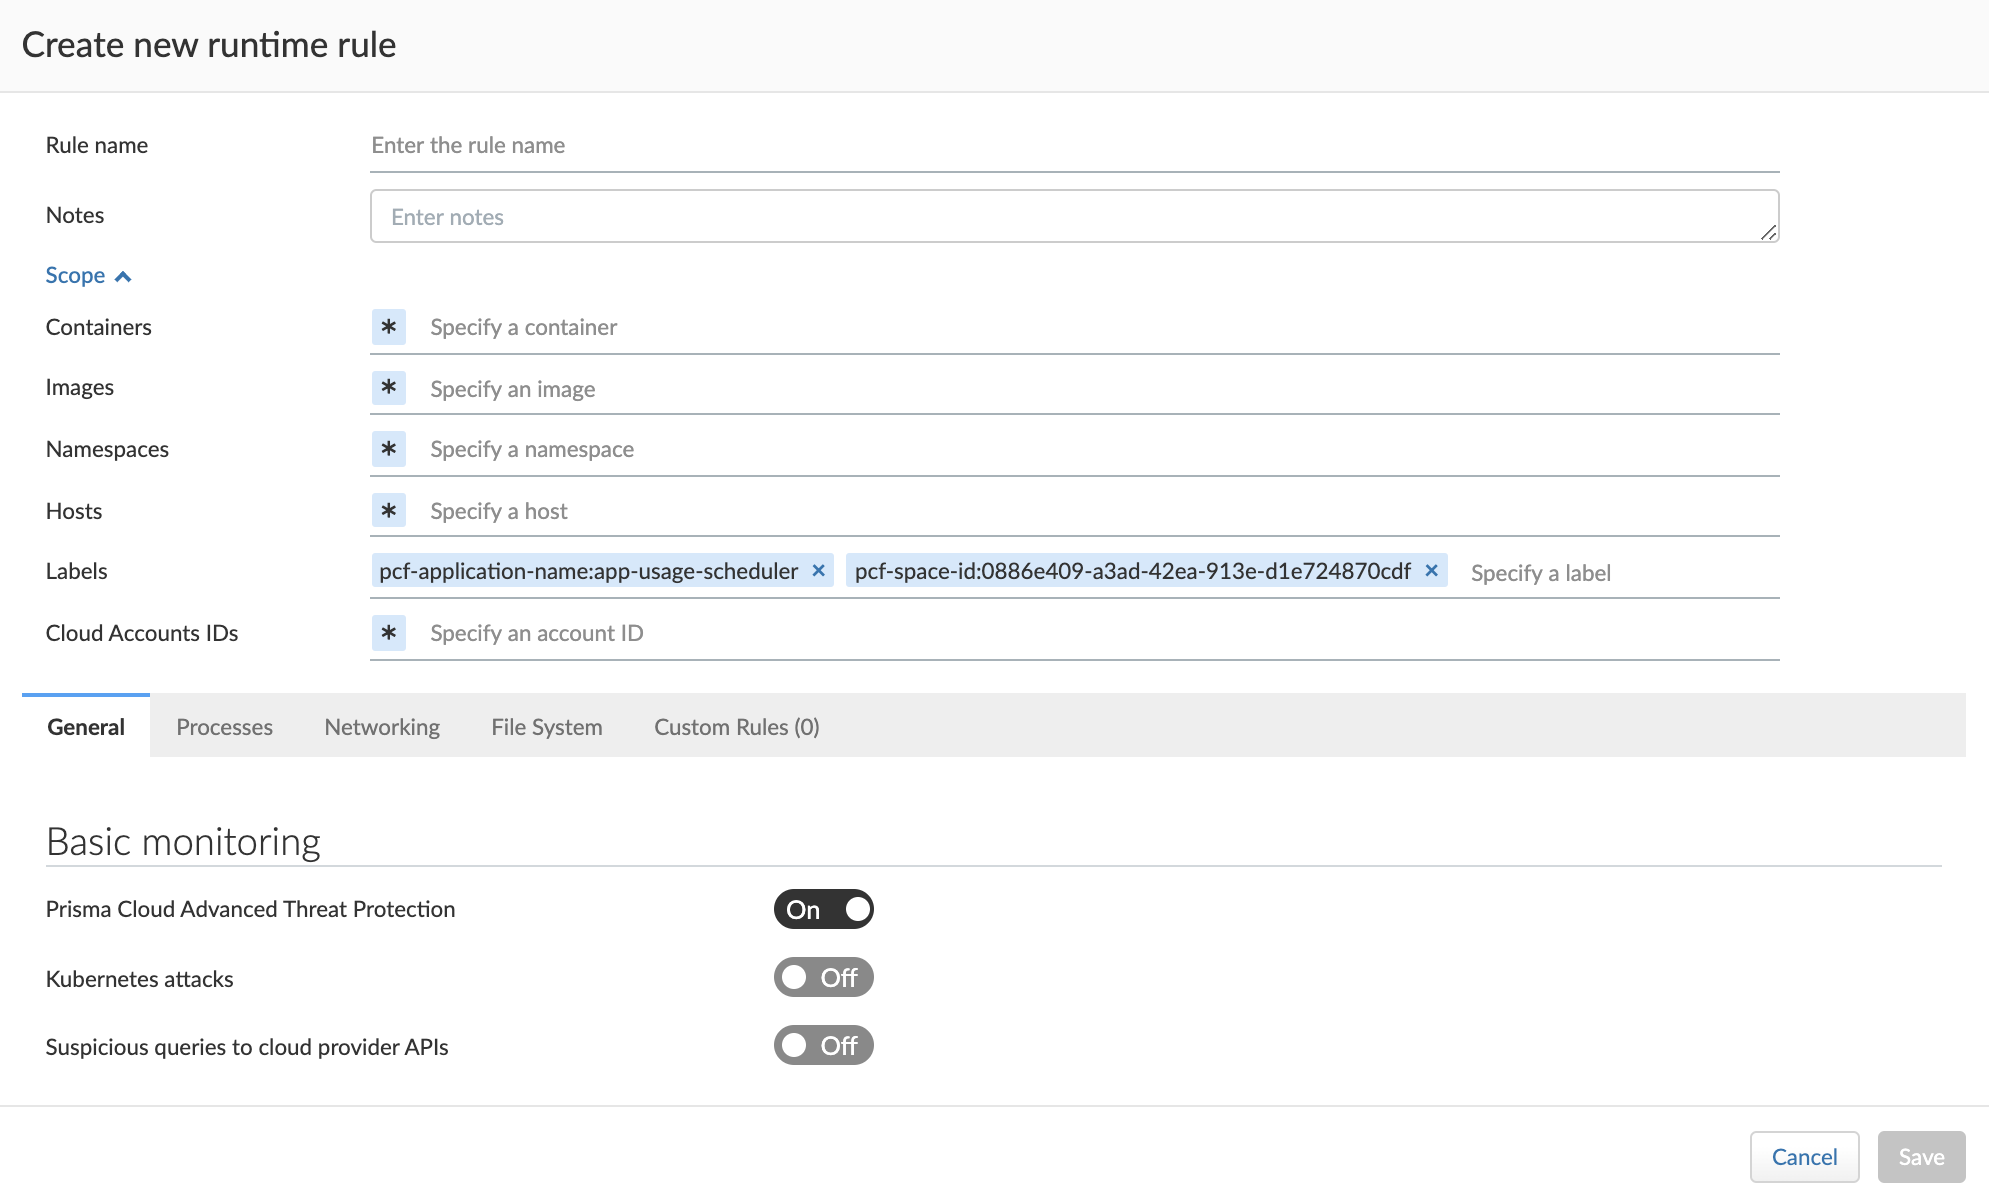 Create new runtime rule
Rule name Enter the rule name
Notes Enter notes
Scope
Containers * Specify a container
Images * Specify an image
Namespaces * Specify a namespace
Hosts * Specify a host
Labels pcf-application-name:app-usage-scheduler × pcf-space-id:0886e409-a3ad-42ea-913e-d1e724870cdf × Specify a label
Cloud Accounts IDs * Specify an account ID
General Processes Networking File System Custom Rules (0)
Basic monitoring
Prisma Cloud Advanced Threat Protection On
Kubernetes attacks Off
Suspicious queries to cloud provider APIs Off
Cancel Save